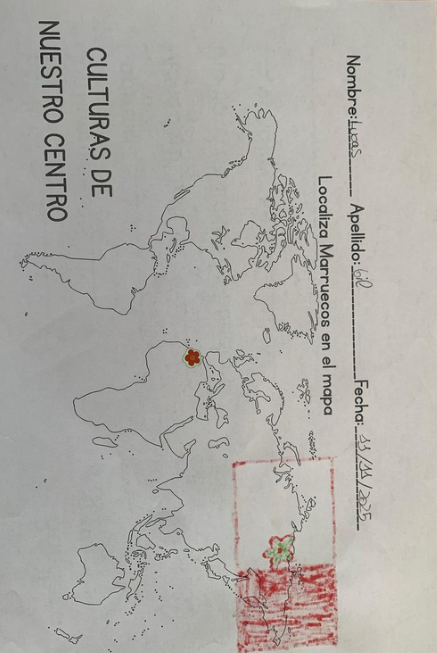 Nombre: Lucas Apellido: Gil Fecha: 11/11/2025
Localiza Marruecos en el mapa
CULTURAS DE
NUESTRO CENTRO